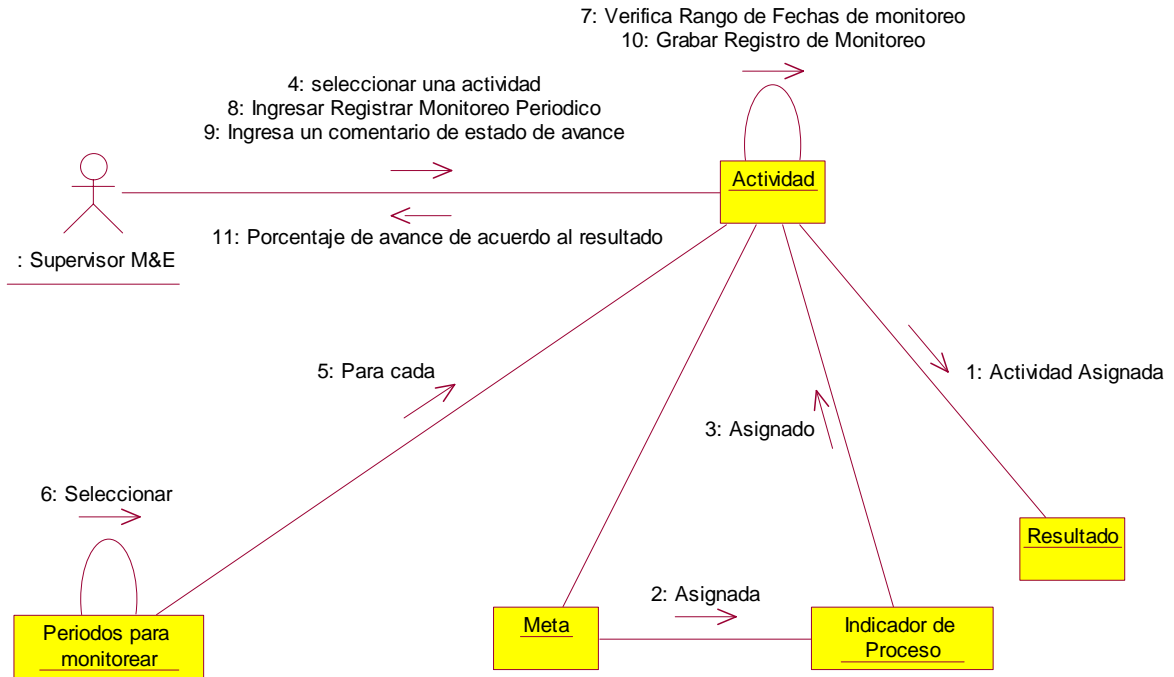 7: Verifica Rango de Fechas de monitoreo
10: Grabar Registro de Monitoreo
4: seleccionar una actividad
8: Ingresar Registrar Monitoreo Periodico
9: Ingresa un comentario de estado de avance
Actividad
11: Porcentaje de avance de acuerdo al resultado
: Supervisor M&E
5: Para cada
1: Actividad Asignada
3: Asignado
6: Seleccionar
Resultado
2: Asignada
Periodos para
monitorear
Meta
Indicador de
Proceso